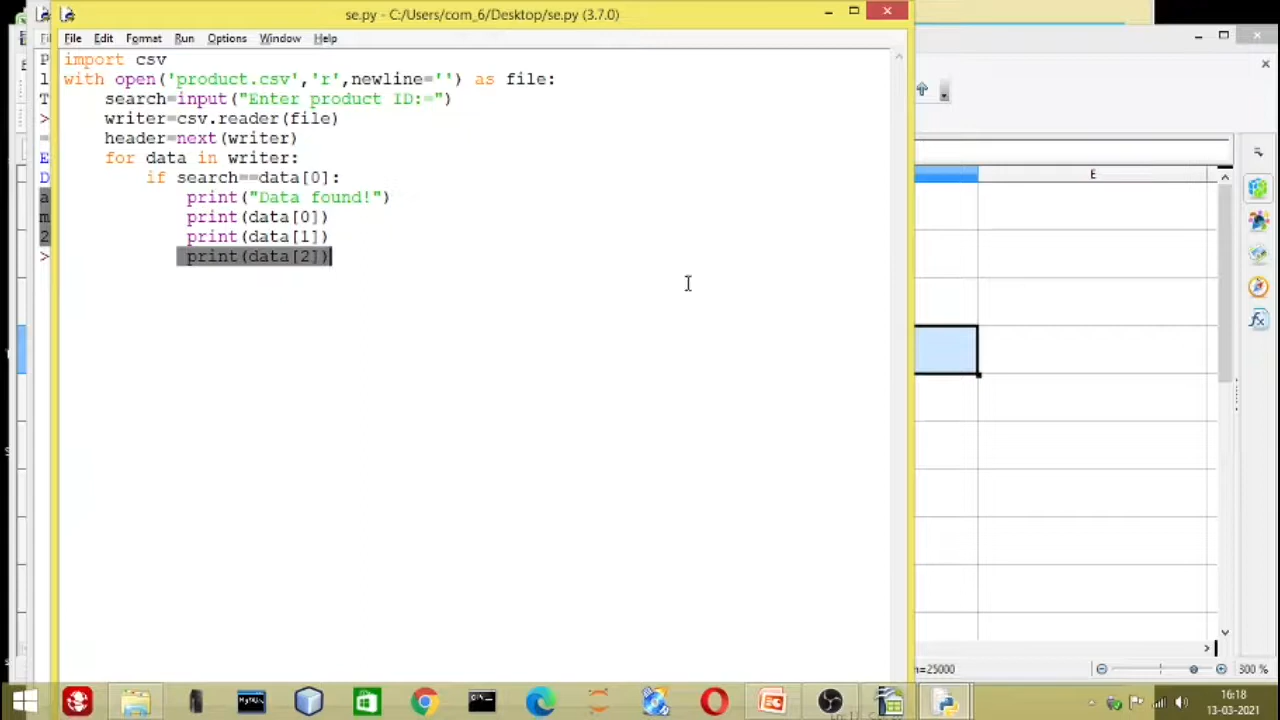 se.py - C:/Users/com_6/Desktop/se.py (3.7.0)
File Edit Format Run Options Window Help
import csv
with open('product.csv','r',newline='') as file:
    search=input("Enter product ID:=")
    writer=csv.reader(file)
    header=next(writer)
    for data in writer:
        if search==data[0]:
            print("Data found!")
            print(data[0])
            print(data[1])
            print(data[2])
E
=25000
300 %
16:18
13-03-2021